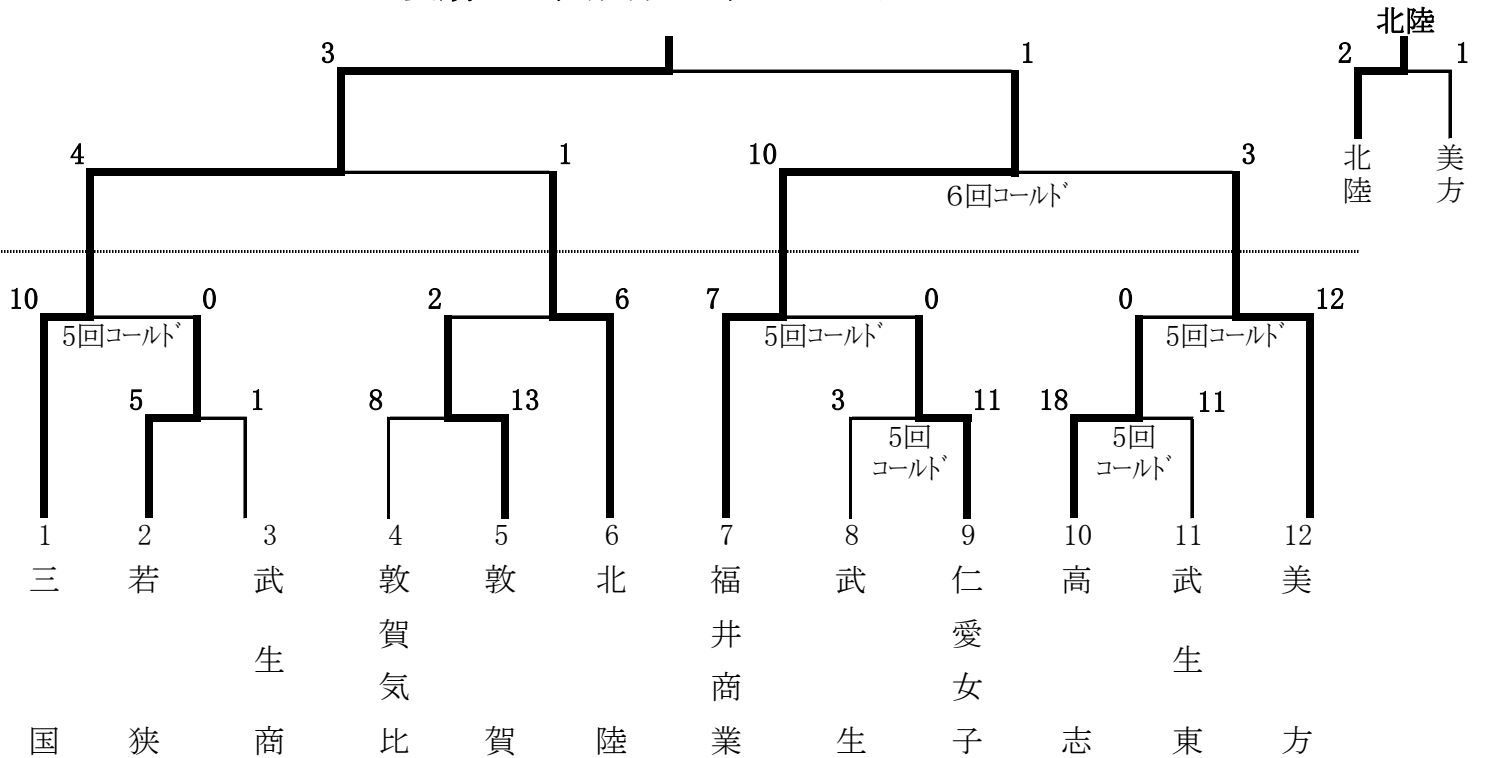 北陸
3
1
2
1
4
1
10
3
北陸
美方
6回コールド
10
0
2
6
7
0
0
12
5回コールド
5回コールド
5回コールド
5
1
8
13
3
11
18
11
5回
コールド
5回
コールド
1
2
3
4
5
6
7
8
9
10
11
12
三国
若狭
武生商
敦賀気比
敦賀
北陸
福井商業
武生
仁愛女子
高志
武生東
美方